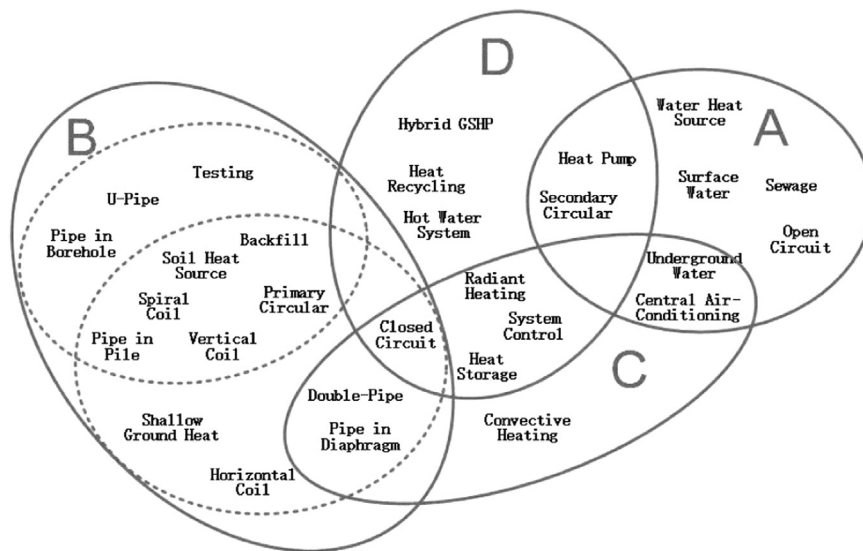 D
A
B
Water Heat
Source
Hybrid GSHP
Heat Pump
Testing
Heat
Recycling
Surface
Water
Sewage
U-Pipe
Secondary
Circular
Hot Water
System
Pipe in
Borehole
Backfill
Open
Circuit
Soil Heat
Source
Underground
Water
Radiant
Heating
Primary
Circular
Spiral
Coil
Central Air-
Conditioning
System
Control
Closed
Circuit
Pipe in
Pile
Vertical
Coil
Heat
Storage
C
Double-Pipe
Shallow
Ground Heat
Convective
Heating
Pipe in
Diaphragm
Horizontal
Coil